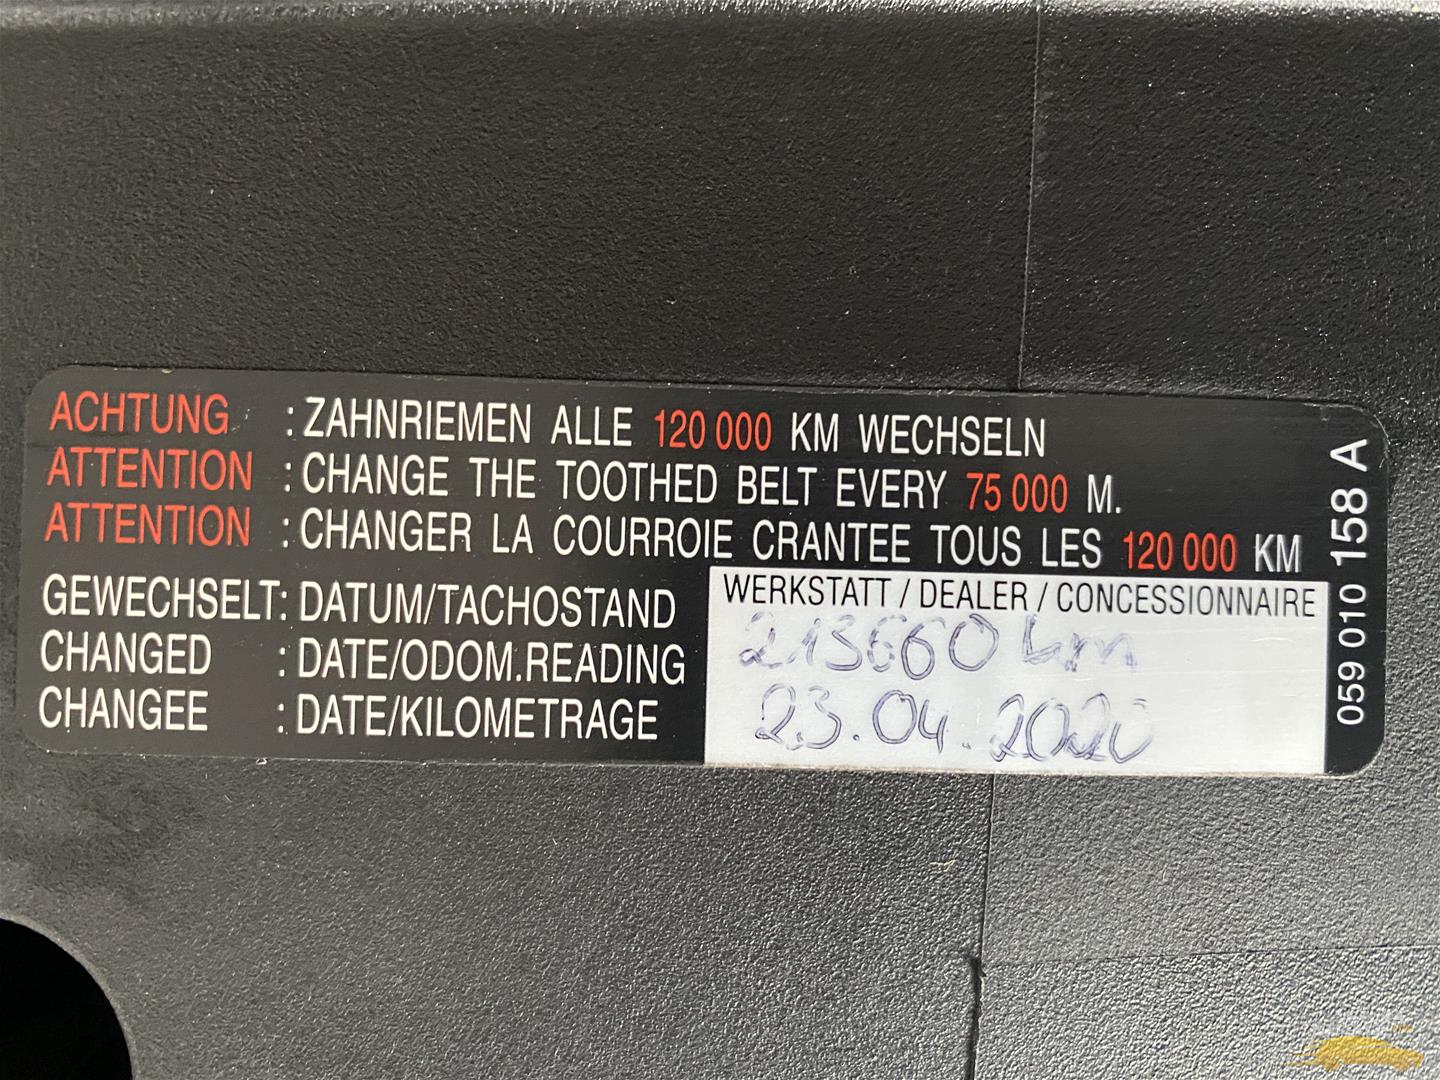 ACHTUNG : ZAHNRIEMEN ALLE 120 000 KM WECHSELN
ATTENTION : CHANGE THE TOOTHED BELT EVERY 75 000 M.
ATTENTION : CHANGER LA COURROIE CRANTEE TOUS LES 120 000 KM
GEWECHSELT: DATUM/TACHOSTAND
CHANGED : DATE/ODOM.READING
CHANGEE : DATE/KILOMETRAGE
WERKSTATT / DEALER / CONCESSIONNAIRE
213660 km
23.04.2020
059 010 158 A